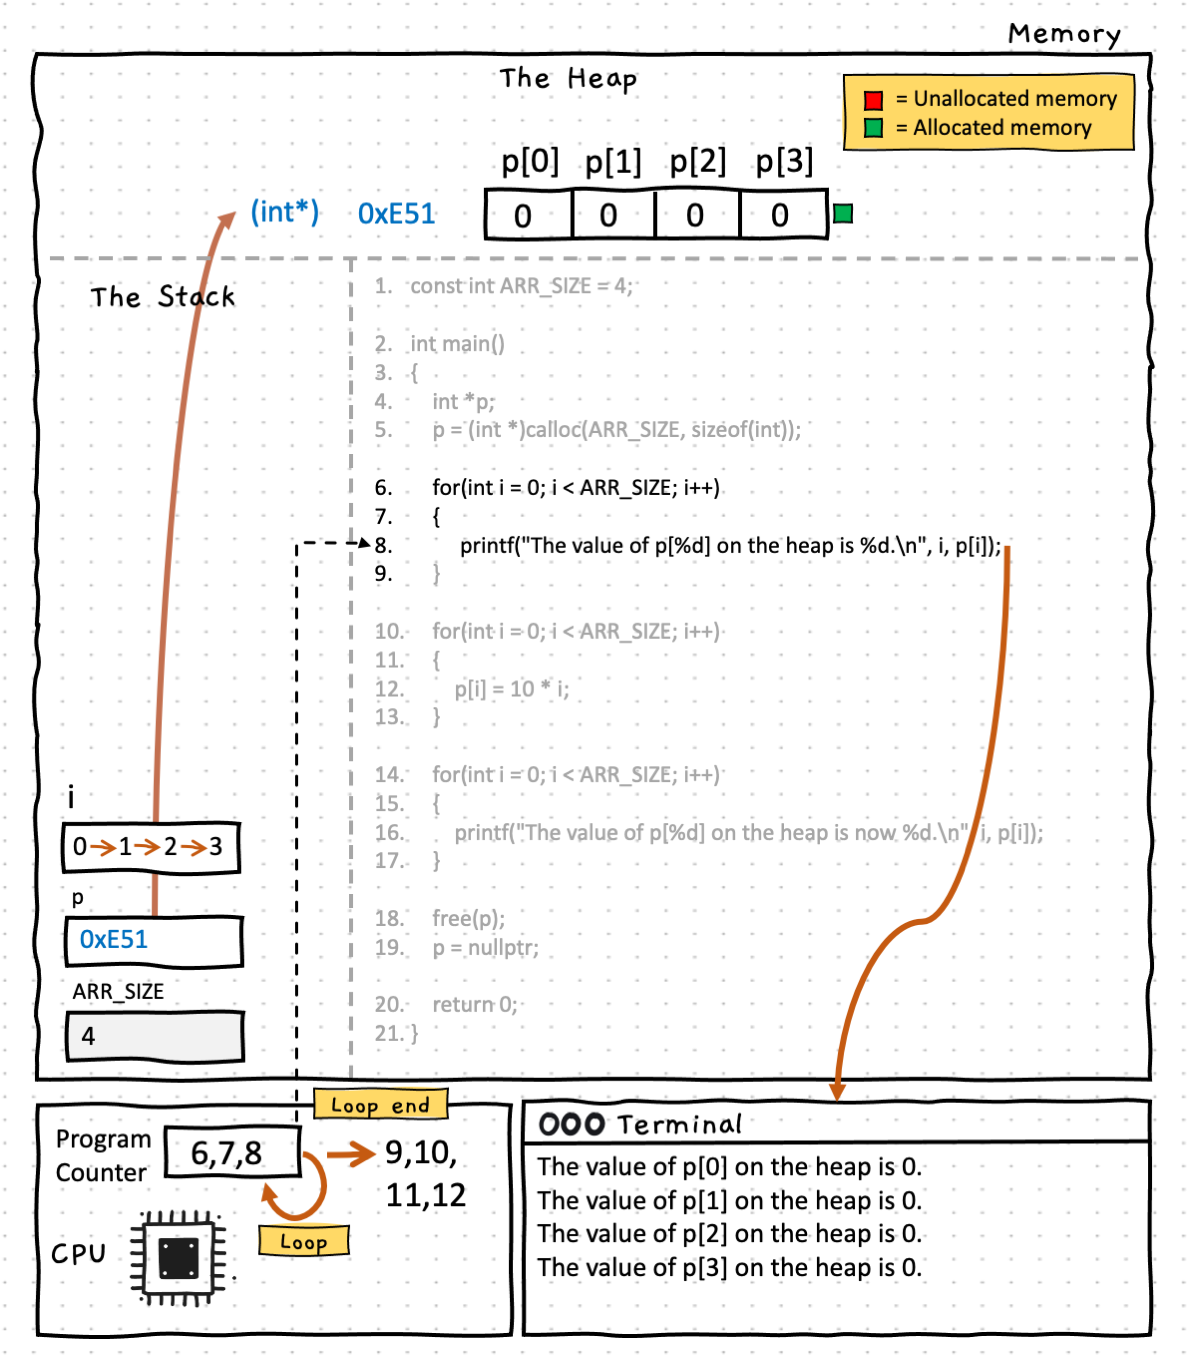 Memory
The Heap
= Unallocated memory
= Allocated memory
p[0] p[1] p[2] p[3]
(int*) 0xE51 0 0 0 0
The Stack
1. const int ARR_SIZE = 4;
2. int main()
3. {
4. int *p;
5. p = (int *)calloc(ARR_SIZE, sizeof(int));
6. for(int i = 0; i < ARR_SIZE; i++)
7. {
8. printf("The value of p[%d] on the heap is %d.\n", i, p[i]);
9. }
10. for(int i = 0; i < ARR_SIZE; i++)
11. {
12. p[i] = 10 * i;
13. }
14. for(int i = 0; i < ARR_SIZE; i++)
15. {
16. printf("The value of p[%d] on the heap is now %d.\n", i, p[i]);
17. }
18. free(p);
19. p = nullptr;
20. return 0;
21. }
i
0 → 1 → 2 → 3
p
0xE51
ARR_SIZE
4
Program
Counter
6,7,8
Loop end
9,10,
11,12
Loop
CPU
Terminal
The value of p[0] on the heap is 0.
The value of p[1] on the heap is 0.
The value of p[2] on the heap is 0.
The value of p[3] on the heap is 0.